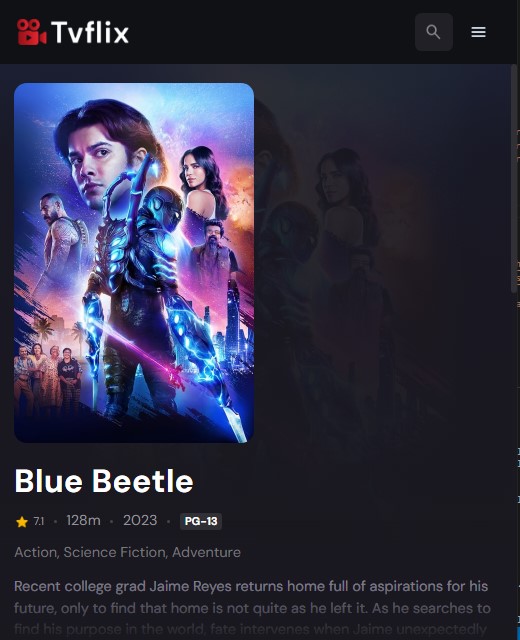 Tvflix
Blue Beetle
7.1 • 128m • 2023 • PG-13
Action, Science Fiction, Adventure
Recent college grad Jaime Reyes returns home full of aspirations for his
future, only to find that home is not quite as he left it. As he searches to
find his purpose in the world, fate intervenes when Jaime unexpectedly